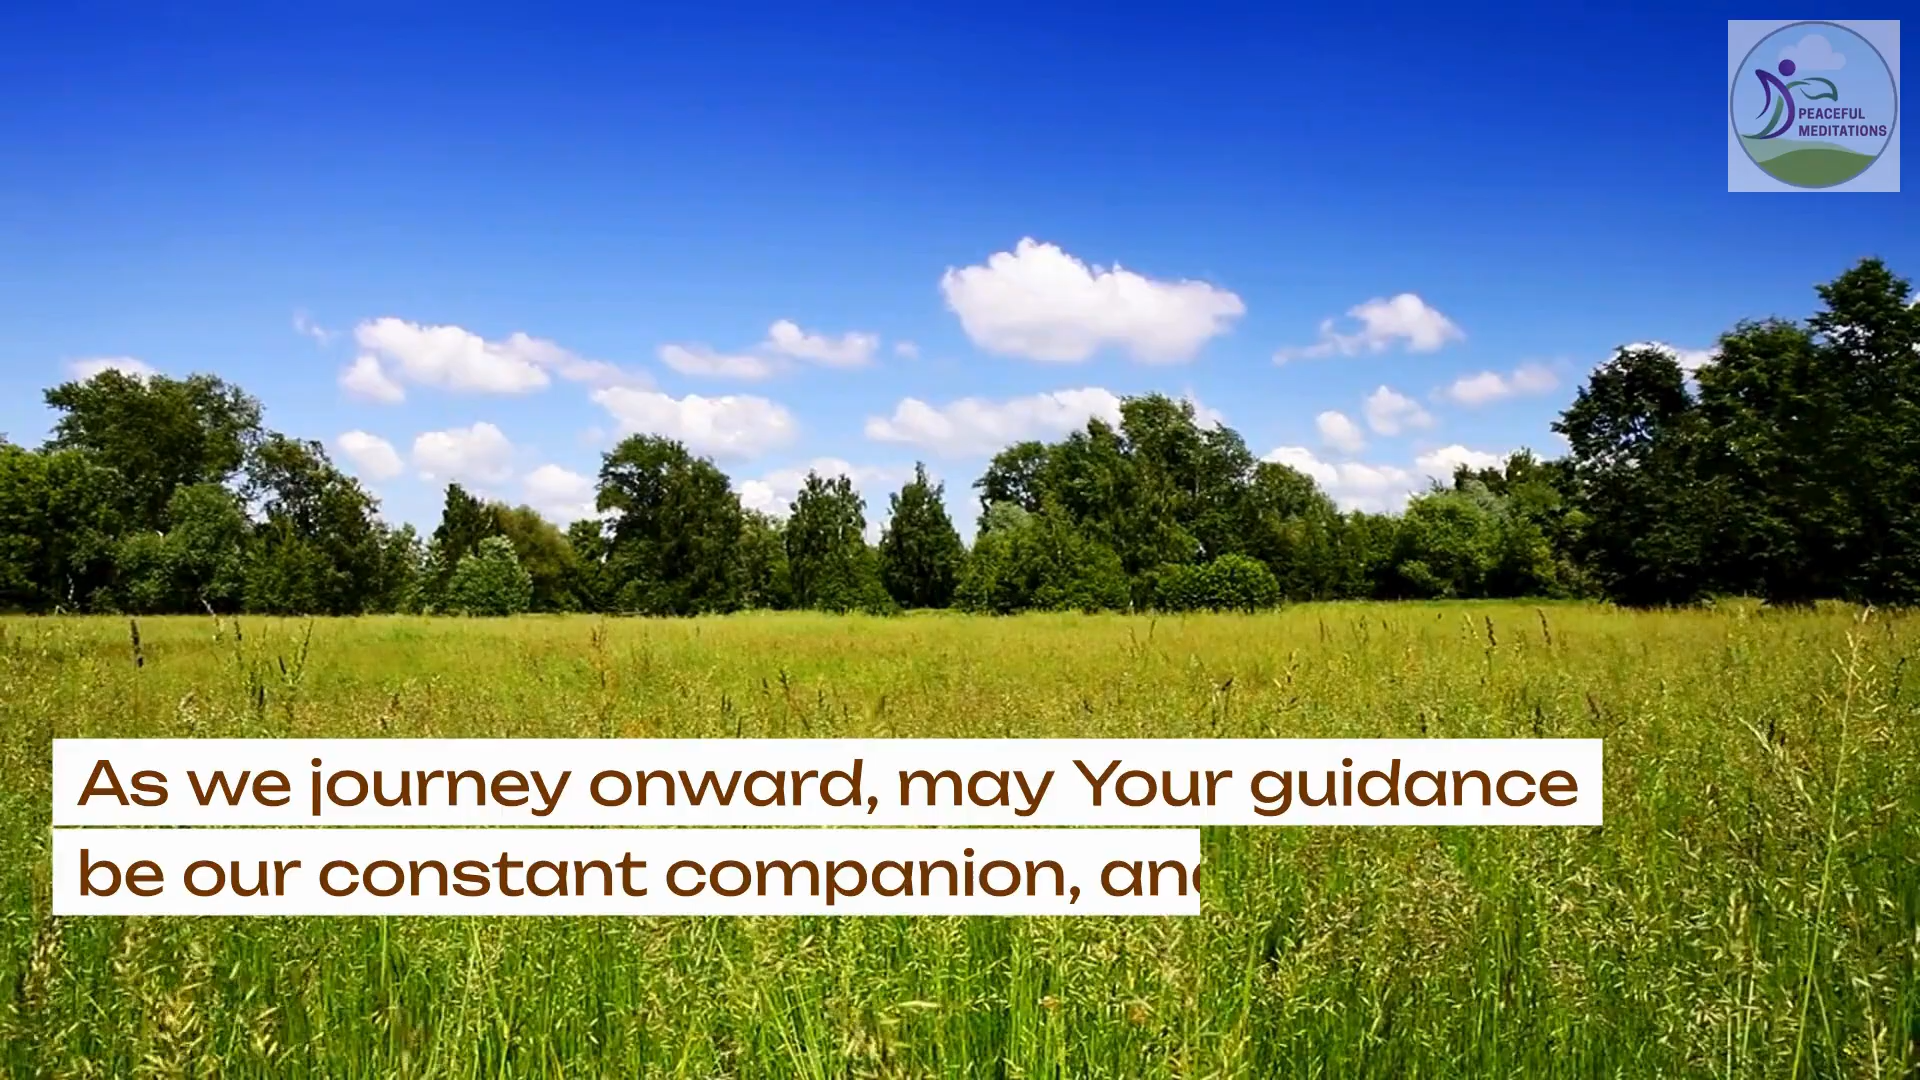 PEACEFUL
MEDITATIONS
As we journey onward, may Your guidance
be our constant companion,